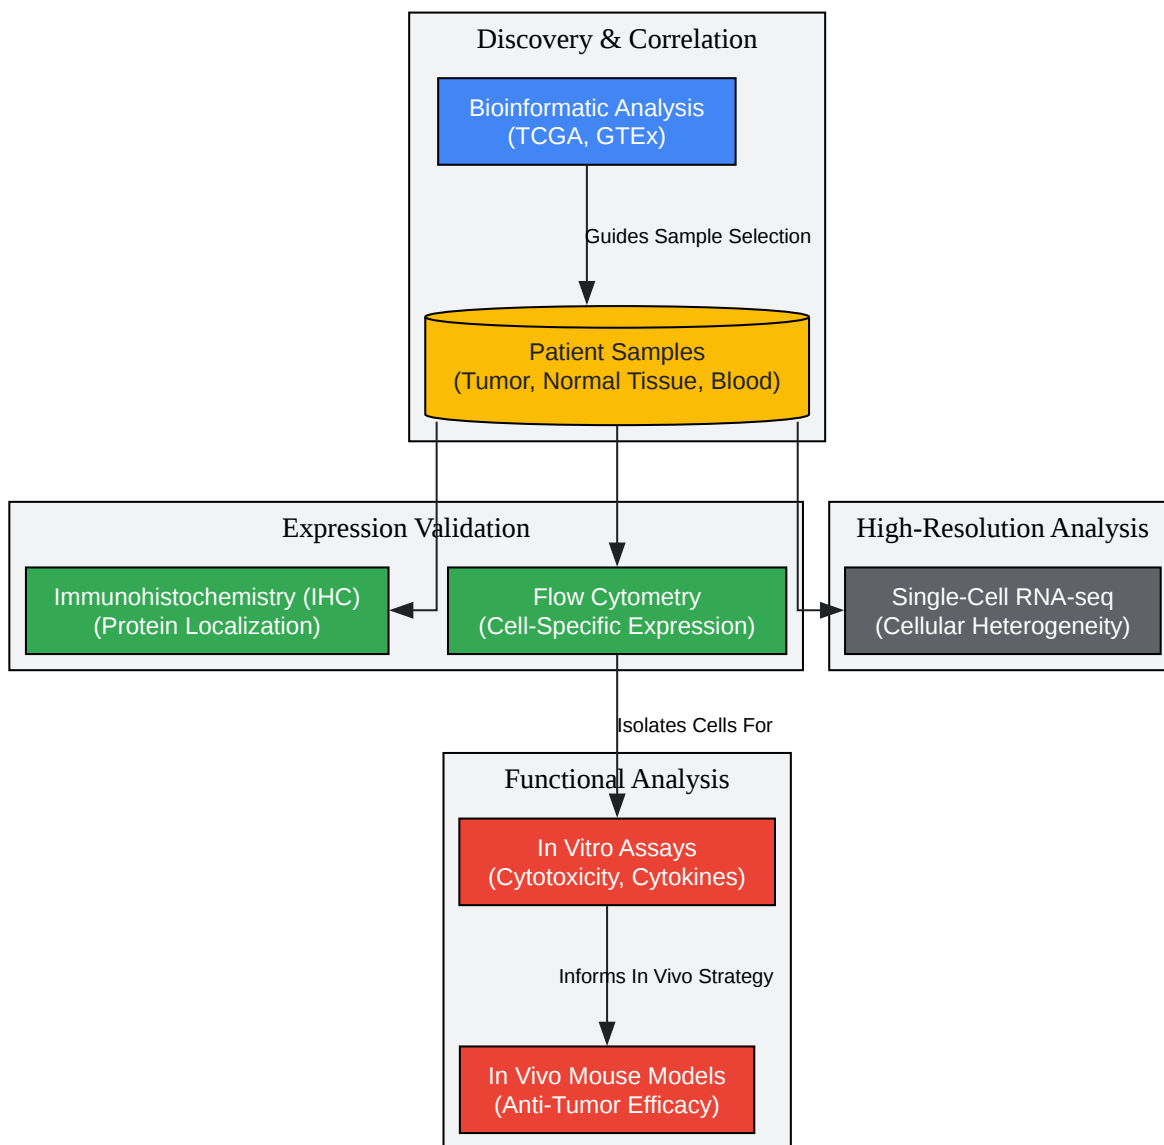 Discovery & Correlation
Bioinformatic Analysis
(TCGA, GTEx)
Guides Sample Selection
Patient Samples
(Tumor, Normal Tissue, Blood)
Expression Validation
Immunohistochemistry (IHC)
(Protein Localization)
Flow Cytometry
(Cell-Specific Expression)
High-Resolution Analysis
Single-Cell RNA-seq
(Cellular Heterogeneity)
Isolates Cells For
Functional Analysis
In Vitro Assays
(Cytotoxicity, Cytokines)
Informs In Vivo Strategy
In Vivo Mouse Models
(Anti-Tumor Efficacy)